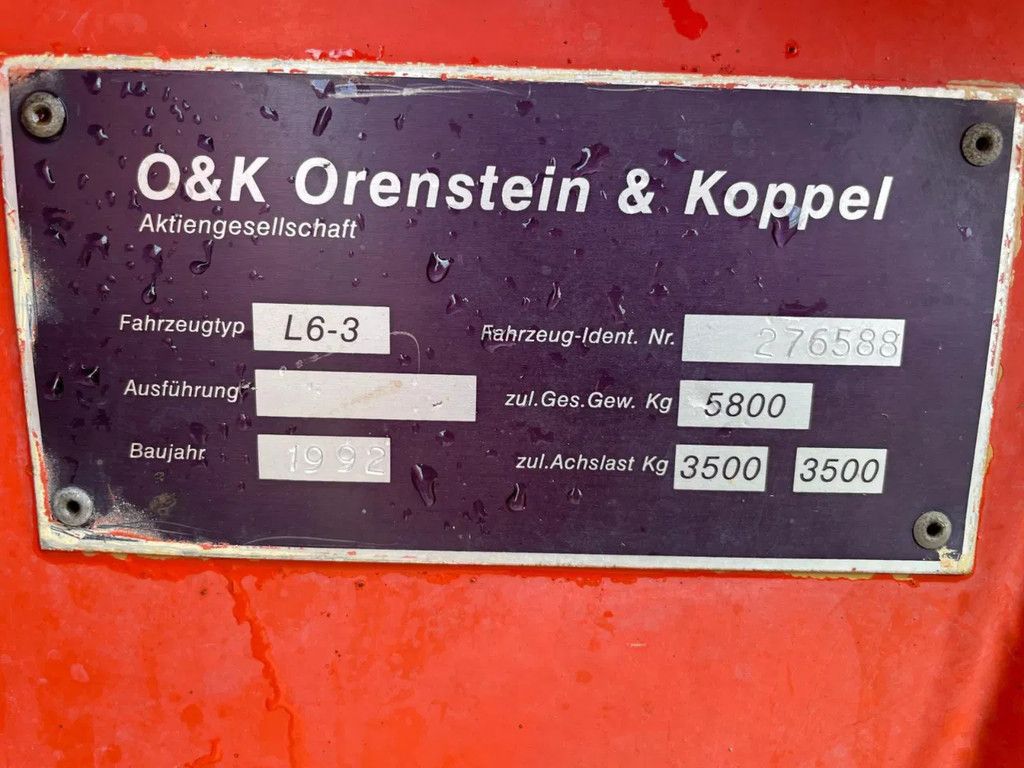 O&K Orenstein & Koppel
Aktiengesellschaft
Fahrzeugtyp L6-3 Fahrzeug-Ident. Nr. 276588
Ausführung zul.Ges.Gew. Kg 5800
Baujahr 1992 zul.Achslast Kg 3500 3500